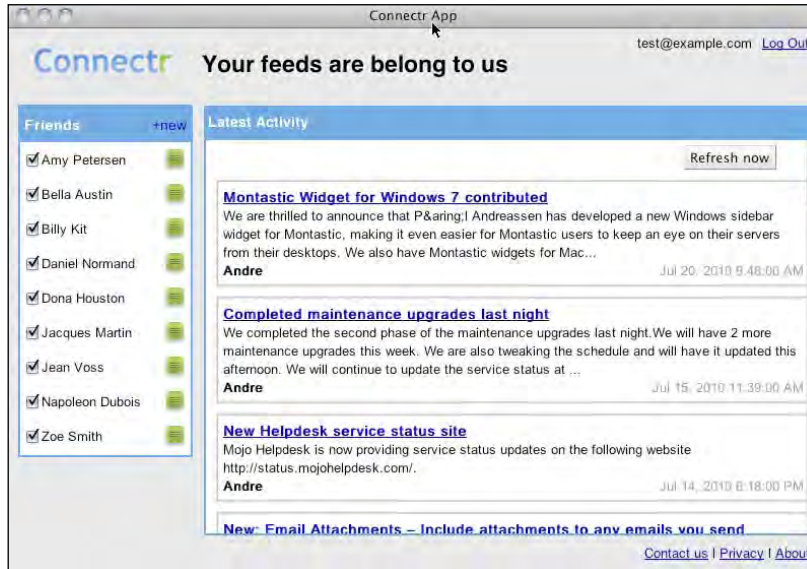 Connectr App
test@example.com Log Out
Connectr Your feeds are belong to us
Friends +new
Amy Petersen
Bella Austin
Billy Kit
Daniel Normand
Dona Houston
Jacques Martin
Jean Voss
Napoleon Dubois
Zoe Smith
Latest Activity
Refresh now
Montastic Widget for Windows 7 contributed
We are thrilled to announce that P&aring;l Andreassen has developed a new Windows sidebar
widget for Montastic, making it even easier for Montastic users to keep an eye on their servers
from their desktops. We also have Montastic widgets for Mac...
Andre Jul 20, 2010 9:48:00 AM
Completed maintenance upgrades last night
We completed the second phase of the maintenance upgrades last night.We will have 2 more
maintenance upgrades this week. We are also tweaking the schedule and will have it updated this
afternoon. We will continue to update the service status at ...
Andre Jul 15, 2010 11:39:00 AM
New Helpdesk service status site
Mojo Helpdesk is now providing service status updates on the following website
http://status.mojohelpdesk.com/.
Andre Jul 14, 2010 6:18:00 PM
New: Email Attachments – Include attachments to any emails you send
Contact us | Privacy | About